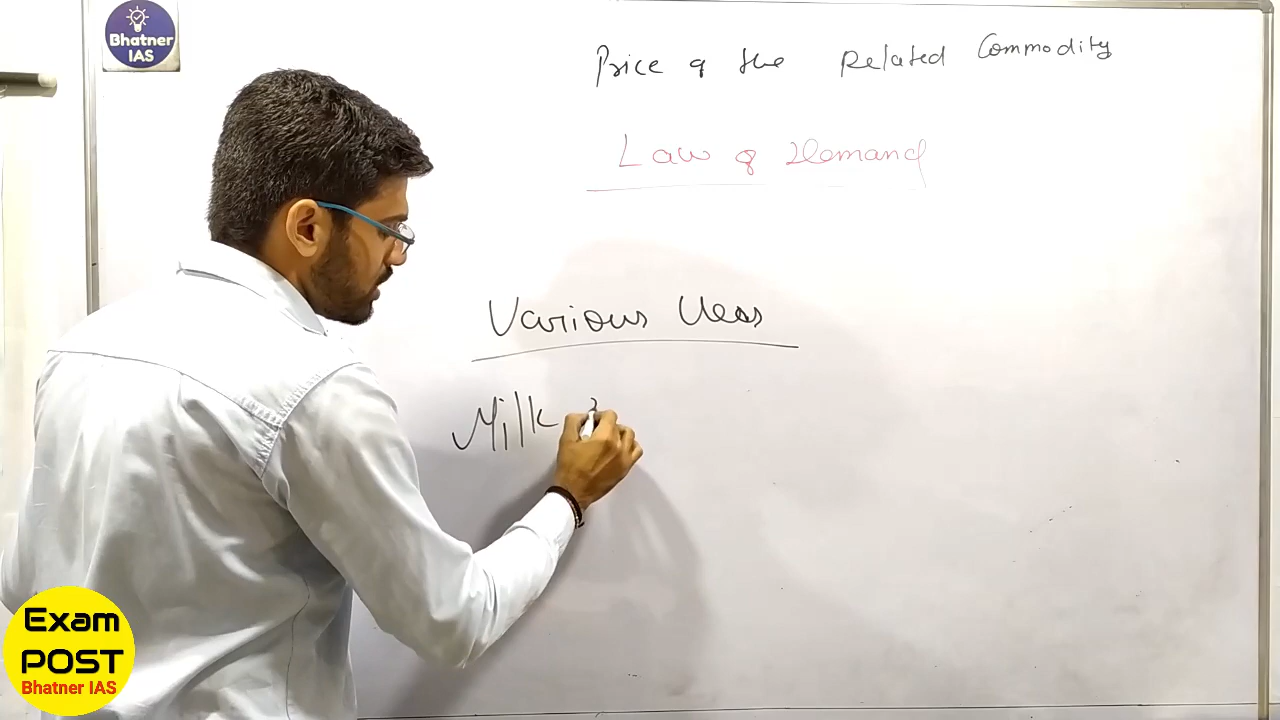 Bhatner
IAS
Price of the Related Commodity
Law of Demand
Various Uses
Milk
Exam
POST
Bhatner IAS